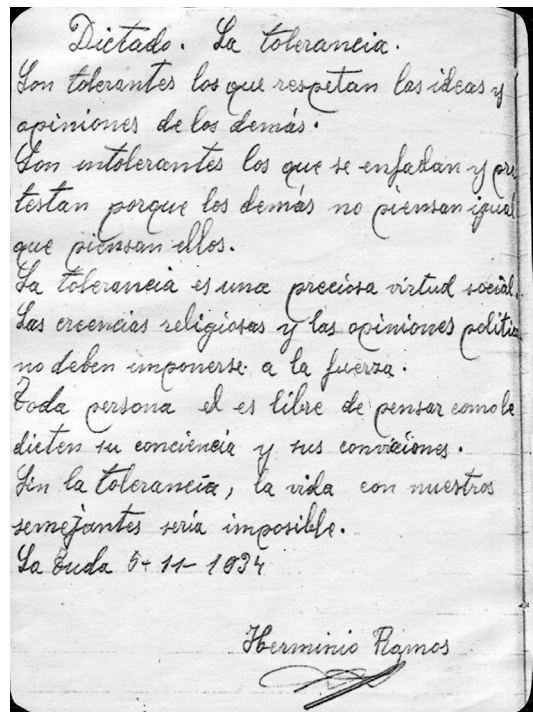 Dictado. La tolerancia.
Son tolerantes los que respetan las ideas y
opiniones de los demás.
Son intolerantes los que se enfadan y pro
testan porque los demás no piensan igual
que piensan ellos.
La tolerancia es una preciosa virtud social.
Las creencias religiosas y las opiniones politica
no deben imponerse a la fuerza.
Toda persona el es libre de pensar como le
dicten su conciencia y sus conviciones.
Sin la tolerancia, la vida con nuestros
semejantes sería imposible.
La Tuda 5-11-1934
Herminio Ramos